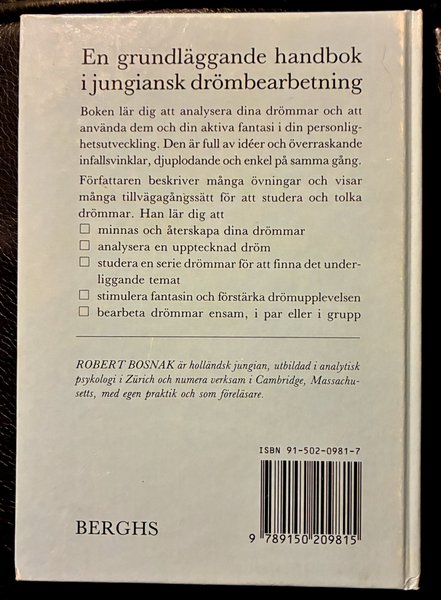 En grundläggande handbok
i jungiansk drömbearbetning
Boken lär dig att analysera dina drömmar och att
använda dem och din aktiva fantasi i din personlig-
hetsutveckling. Den är full av idéer och överraskande
infallsvinklar, djuplodande och enkel på samma gång.
Författaren beskriver många övningar och visar
många tillvägagångssätt för att studera och tolka
drömmar. Han lär dig att
☐ minnas och återskapa dina drömmar
☐ analysera en upptecknad dröm
☐ studera en serie drömmar för att finna det under-
liggande temat
☐ stimulera fantasin och förstärka drömupplevelsen
☐ bearbeta drömmar ensam, i par eller i grupp
ROBERT BOSNAK är holländsk jungian, utbildad i analytisk
psykologi i Zürich och numera verksam i Cambridge, Massachu-
setts, med egen praktik och som föreläsare.
ISBN 91-502-0981-7
BERGHS
9 789150 209815